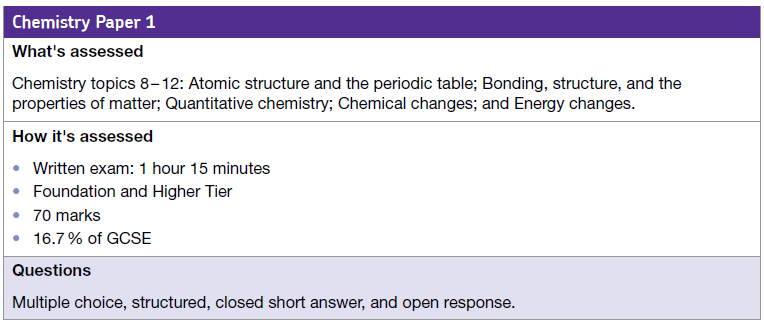 Chemistry Paper 1
What's assessed
Chemistry topics 8–12: Atomic structure and the periodic table; Bonding, structure, and the
properties of matter; Quantitative chemistry; Chemical changes; and Energy changes.
How it's assessed
• Written exam: 1 hour 15 minutes
• Foundation and Higher Tier
• 70 marks
• 16.7 % of GCSE
Questions
Multiple choice, structured, closed short answer, and open response.